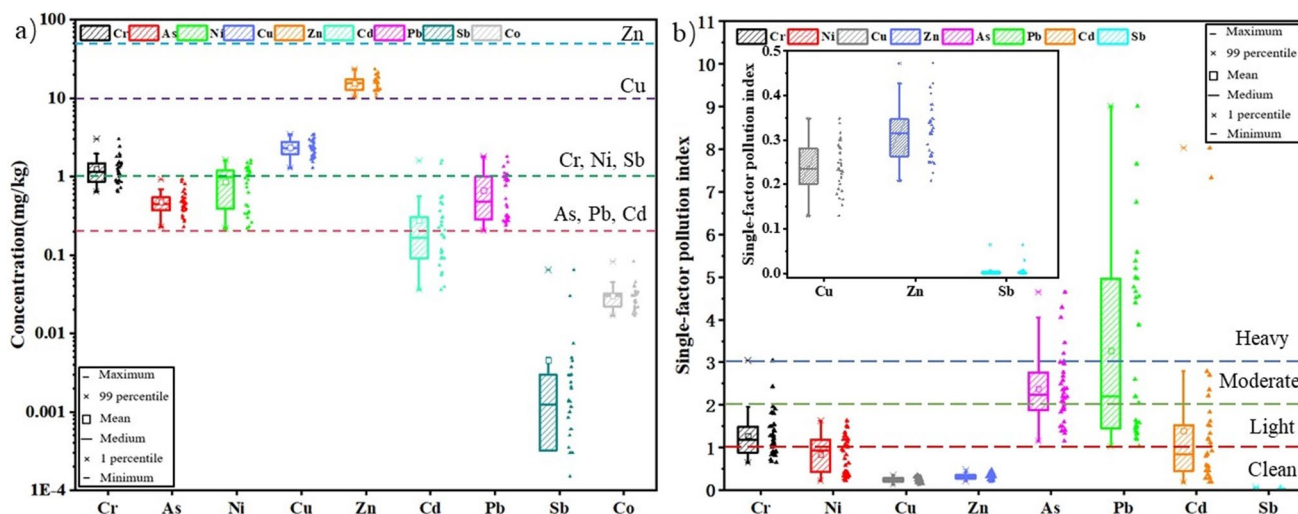 a)
Cr As Ni Cu Zn Cd Pb Sb Co
Zn
Cu
Cr, Ni, Sb
As, Pb, Cd
100
10
1
0.1
0.01
0.001
1E−4
Concentration(mg/kg)
Maximum
99 percentile
Mean
Medium
1 percentile
Minimum
Cr As Ni Cu Zn Cd Pb Sb Co
b)
Cr Ni Cu Zn As Pb Cd Sb
Maximum
99 percentile
Mean
Medium
1 percentile
Minimum
11
10
9
8
7
6
5
4
3
2
1
0
Single-factor pollution index
0.5
0.4
0.3
0.2
0.1
0.0
Single-factor pollution index
Cu Zn Sb
Heavy
Moderate
Light
Clean
Cr Ni Cu Zn As Pb Cd Sb